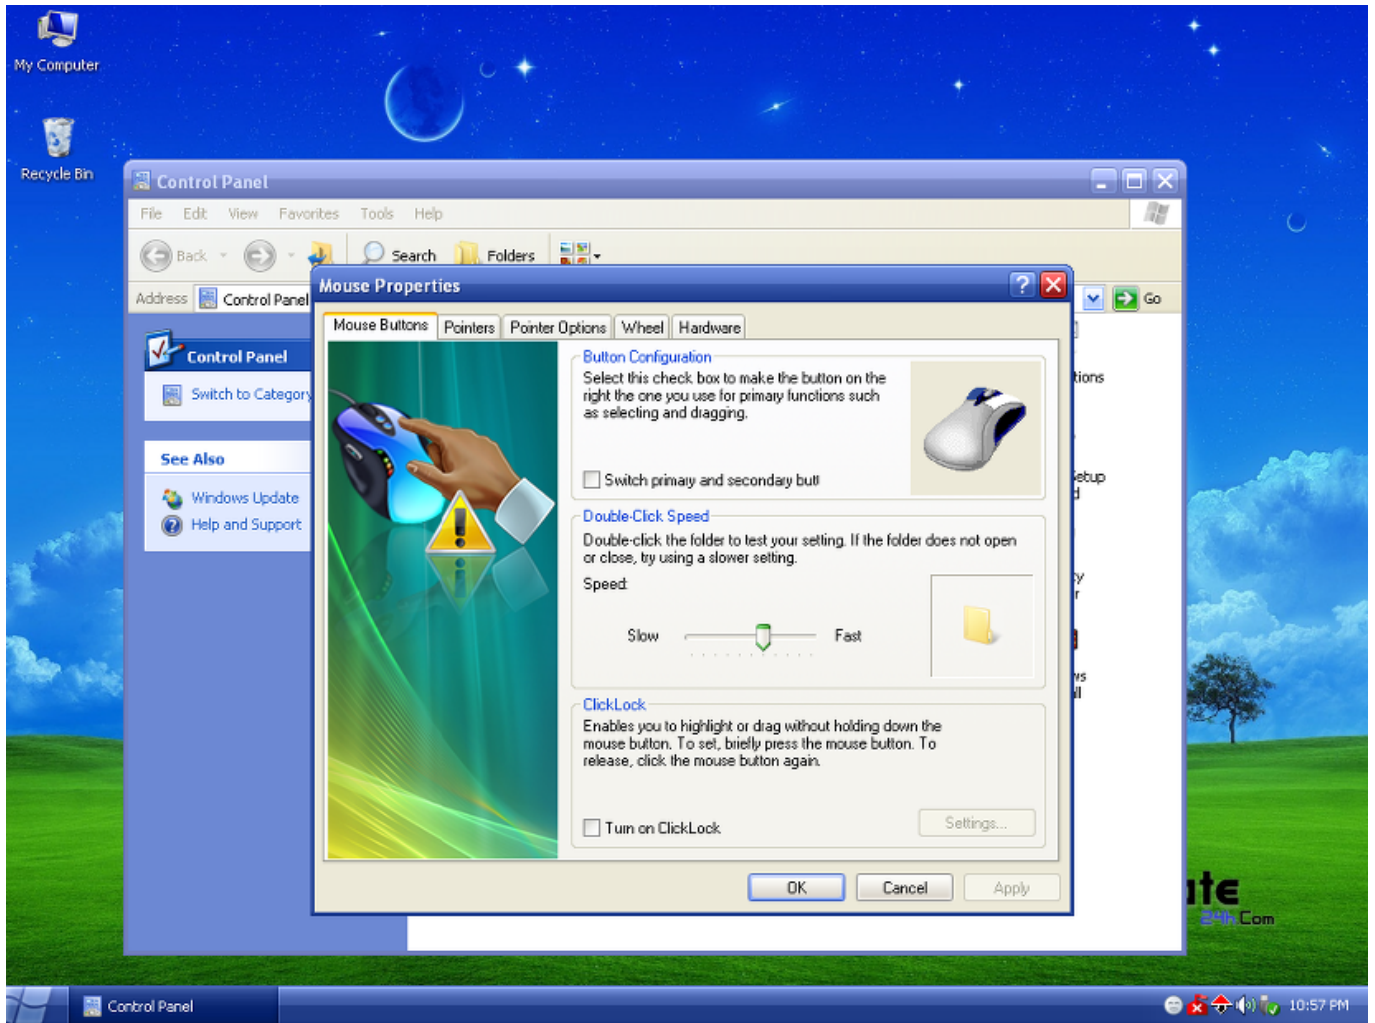 My Computer
Recycle Bin
Control Panel
File Edit View Favorites Tools Help
Back Search Folders
Address Control Panel Go
Mouse Properties
Mouse Buttons Pointers Pointer Options Wheel Hardware
Control Panel
Switch to Category
See Also
Windows Update
Help and Support
Button Configuration
Select this check box to make the button on the
right the one you use for primary functions such
as selecting and dragging.
Switch primary and secondary butt
Double-Click Speed
Double-click the folder to test your setting. If the folder does not open
or close, try using a slower setting.
Speed:
Slow Fast
ClickLock
Enables you to highlight or drag without holding down the
mouse button. To set, briefly press the mouse button. To
release, click the mouse button again.
Turn on ClickLock
Settings...
OK Cancel Apply
tions
Setup
d
y
r
ws
ll
ate
24h.Com
Control Panel
10:57 PM